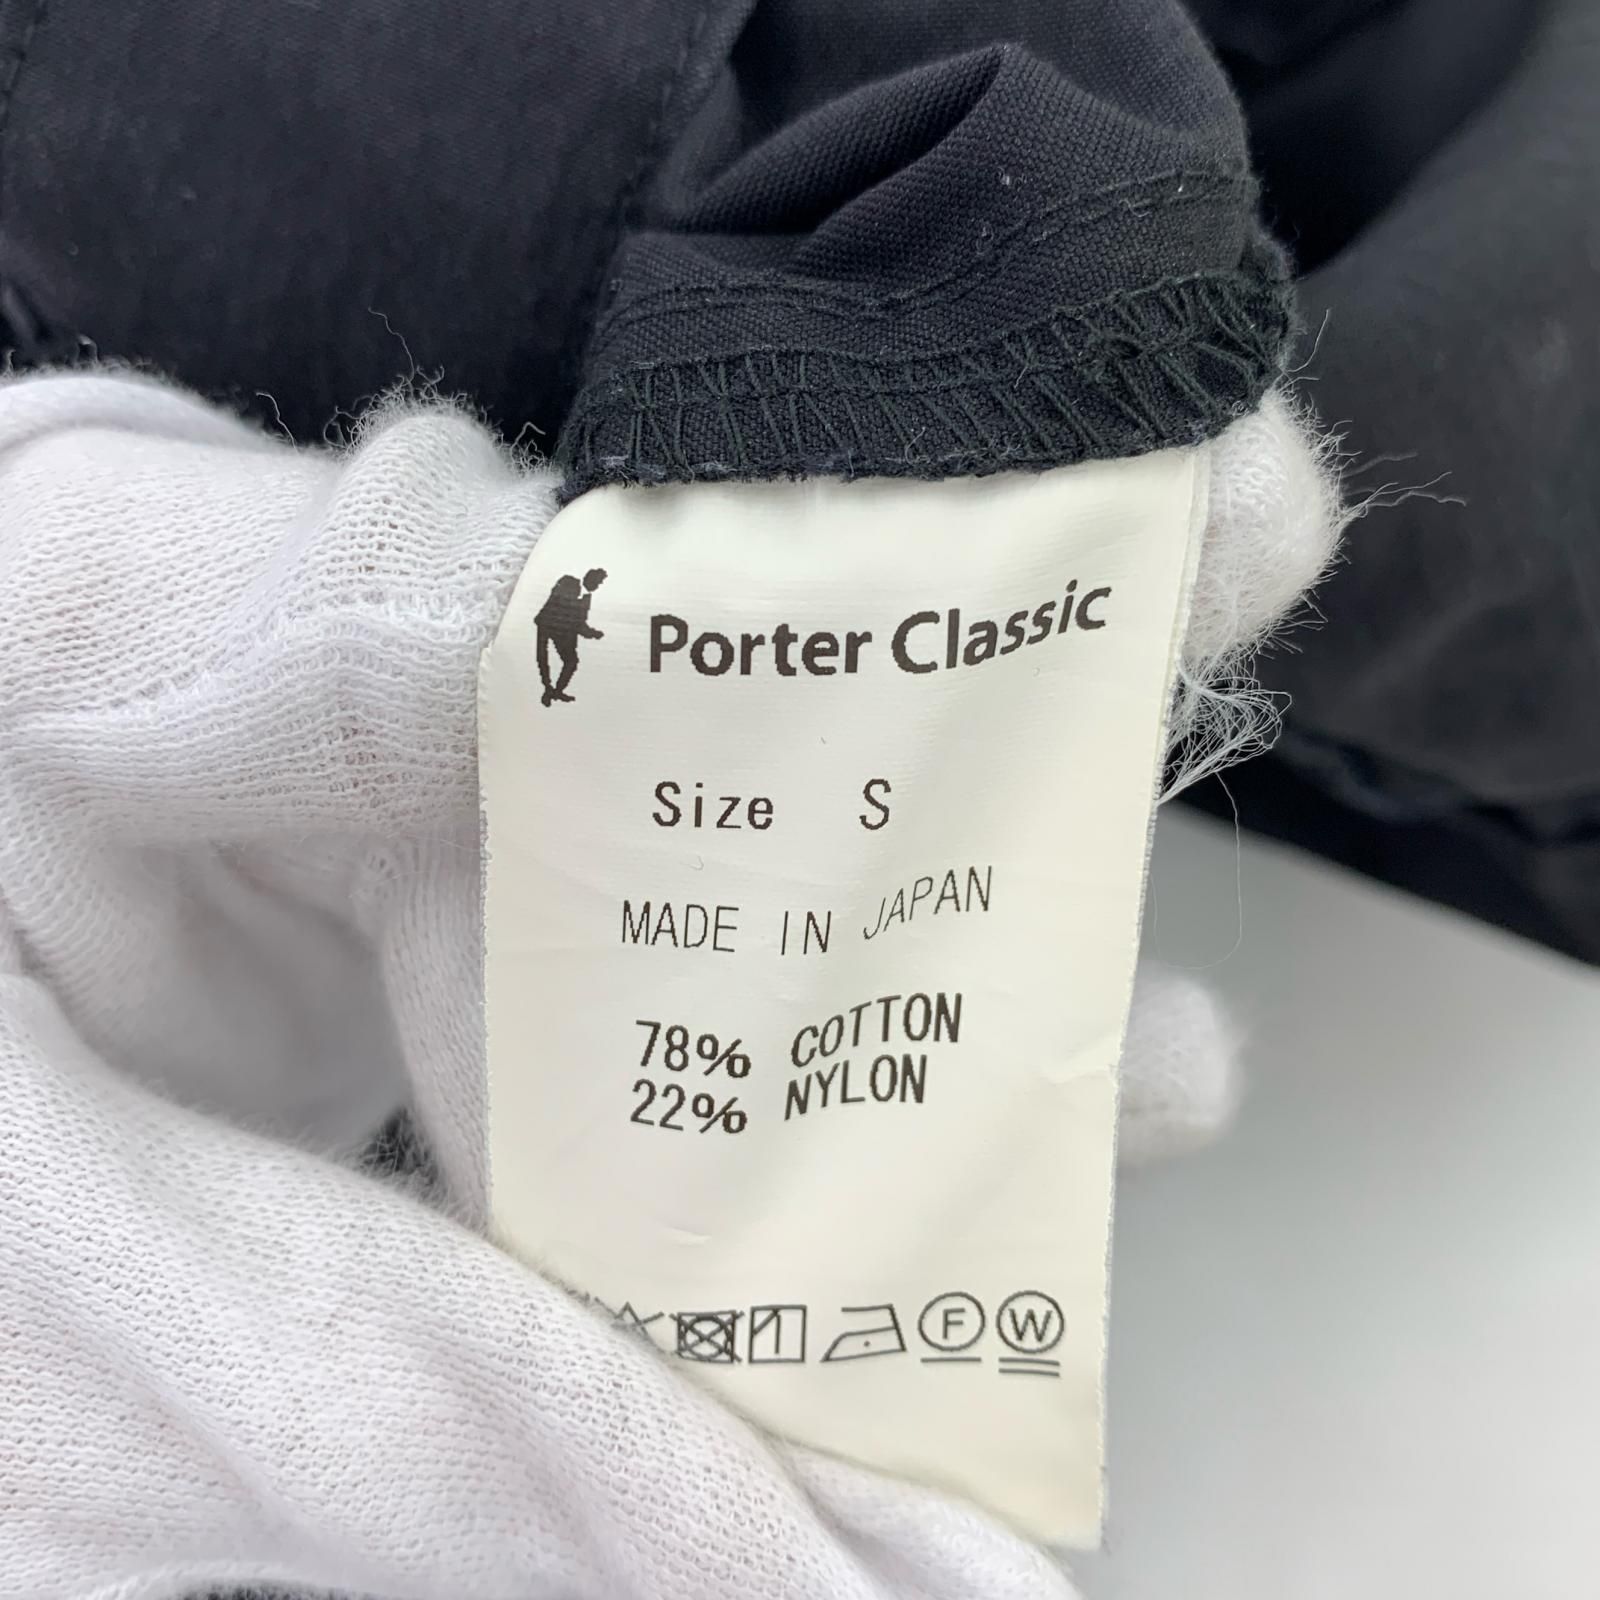 Porter Classic
Size S
MADE IN JAPAN
78% COTTON
22% NYLON
F W